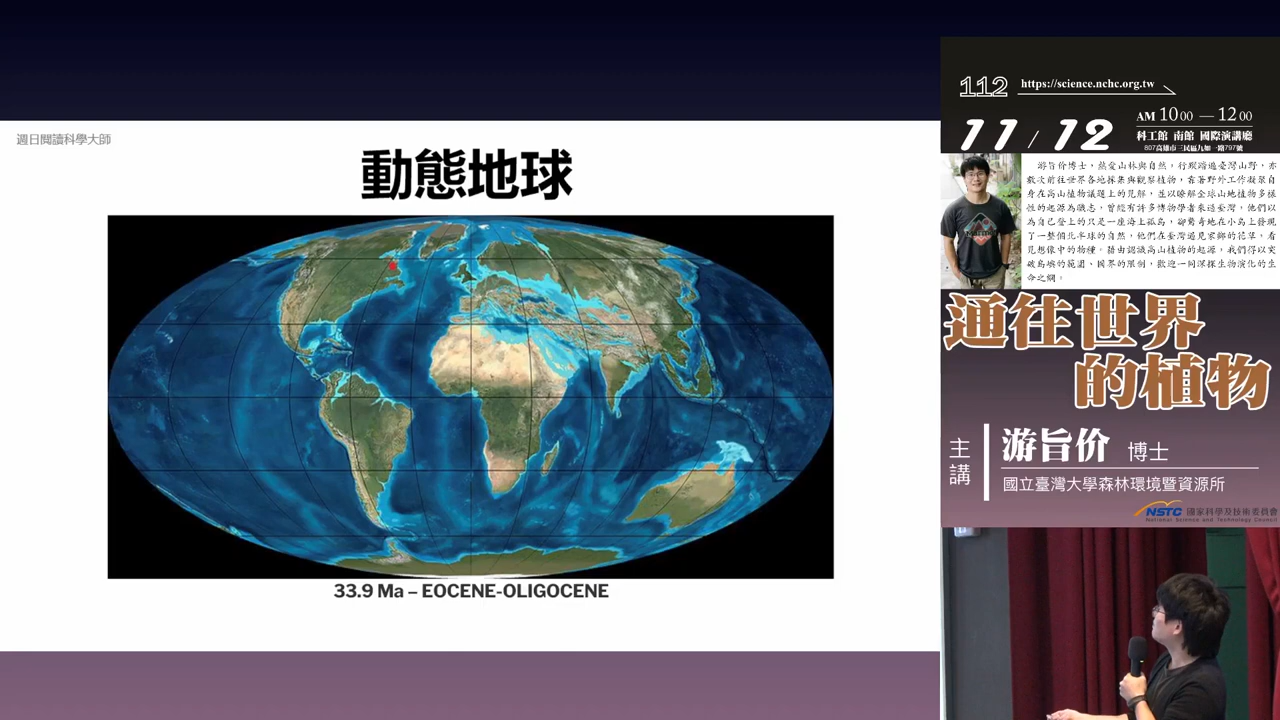 週日閱讀科學大師
動態地球
33.9 Ma – EOCENE-OLIGOCENE
112
https://science.nchc.org.tw
11 / 12
AM 10 00 — 12 00
科工館 南館 國際演講廳
807高雄市三民區九如一路797號
游旨价博士,熱愛山林與自然,行蹤踏遍臺灣山野,亦
數次前往世界各地採集與觀察植物,靠著野外工作凝聚自
身在高山植物議題上的見解,並以瞭解全球山地植物多樣
性的起源為職志,曾經有許多博物學者來過臺灣,他們以
為自己登上的只是一座海上孤島,卻驚奇地在小島上發現
了一整個北半球的自然,他們在臺灣遇見家鄉的花草,看
見想像中的物種。藉由認識高山植物的起源,我們得以突
破島嶼的範圍、國界的限制,歡迎一同深探生物演化的生
命之網。
通往世界
的植物
主講
游旨价 博士
國立臺灣大學森林環境暨資源所
NSTC 國家科學及技術委員會
National Science and Technology Council